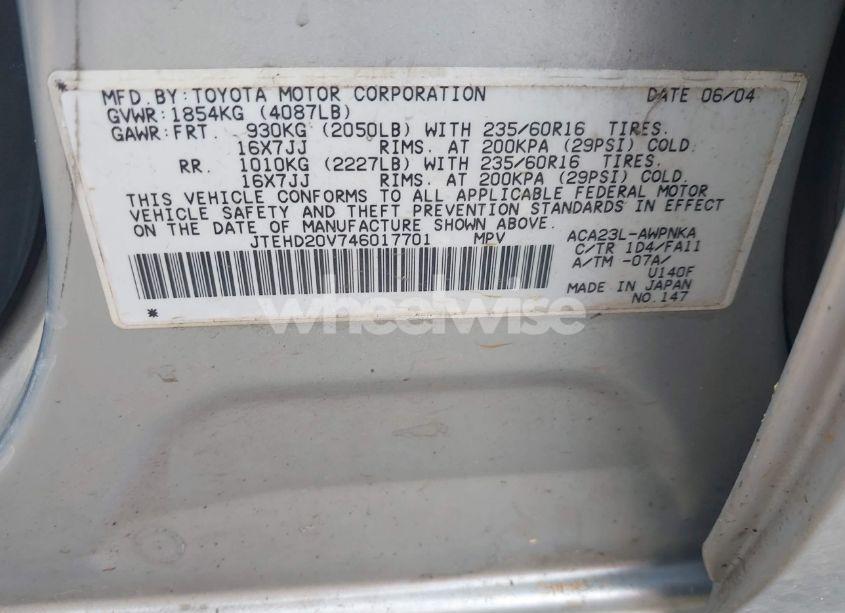 MFD.BY:TOYOTA MOTOR CORPORATION DATE 06/04
GVWR:1854KG (4087LB)
GAWR:FRT. 930KG (2050LB) WITH 235/60R16 TIRES.
16X7JJ RIMS. AT 200KPA (29PSI) COLD.
RR. 1010KG (2227LB) WITH 235/60R16 TIRES.
16X7JJ RIMS. AT 200KPA (29PSI) COLD.
THIS VEHICLE CONFORMS TO ALL APPLICABLE FEDERAL MOTOR
VEHICLE SAFETY AND THEFT PREVENTION STANDARDS IN EFFECT
ON THE DATE OF MANUFACTURE SHOWN ABOVE.
JTEHD20V746017701 MPV
ACA23L-AWPNKA
C/TR 1D4/FA11
A/TM -07A/
U140F
MADE IN JAPAN
NO.147
wheelwise